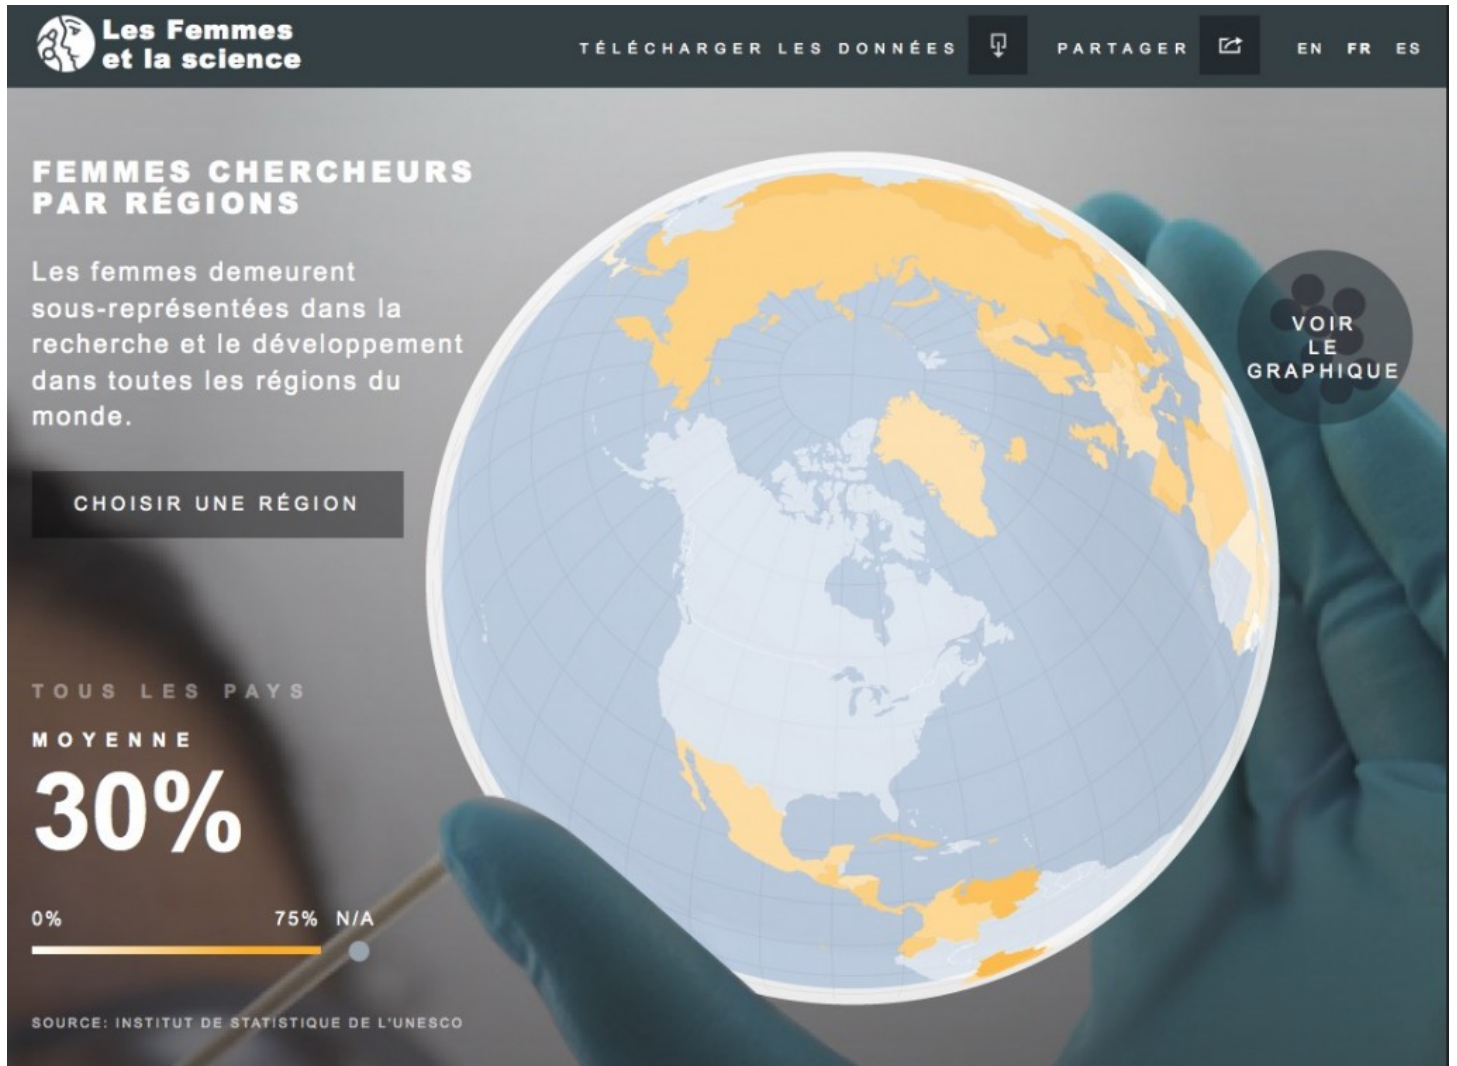 Les Femmes
et la science
TÉLÉCHARGER LES DONNÉES
PARTAGER
EN FR ES
FEMMES CHERCHEURS
PAR RÉGIONS
Les femmes demeurent
sous-représentées dans la
recherche et le développement
dans toutes les régions du
monde.
CHOISIR UNE RÉGION
VOIR
LE
GRAPHIQUE
TOUS LES PAYS
MOYENNE
30%
0% 75% N/A
SOURCE: INSTITUT DE STATISTIQUE DE L'UNESCO